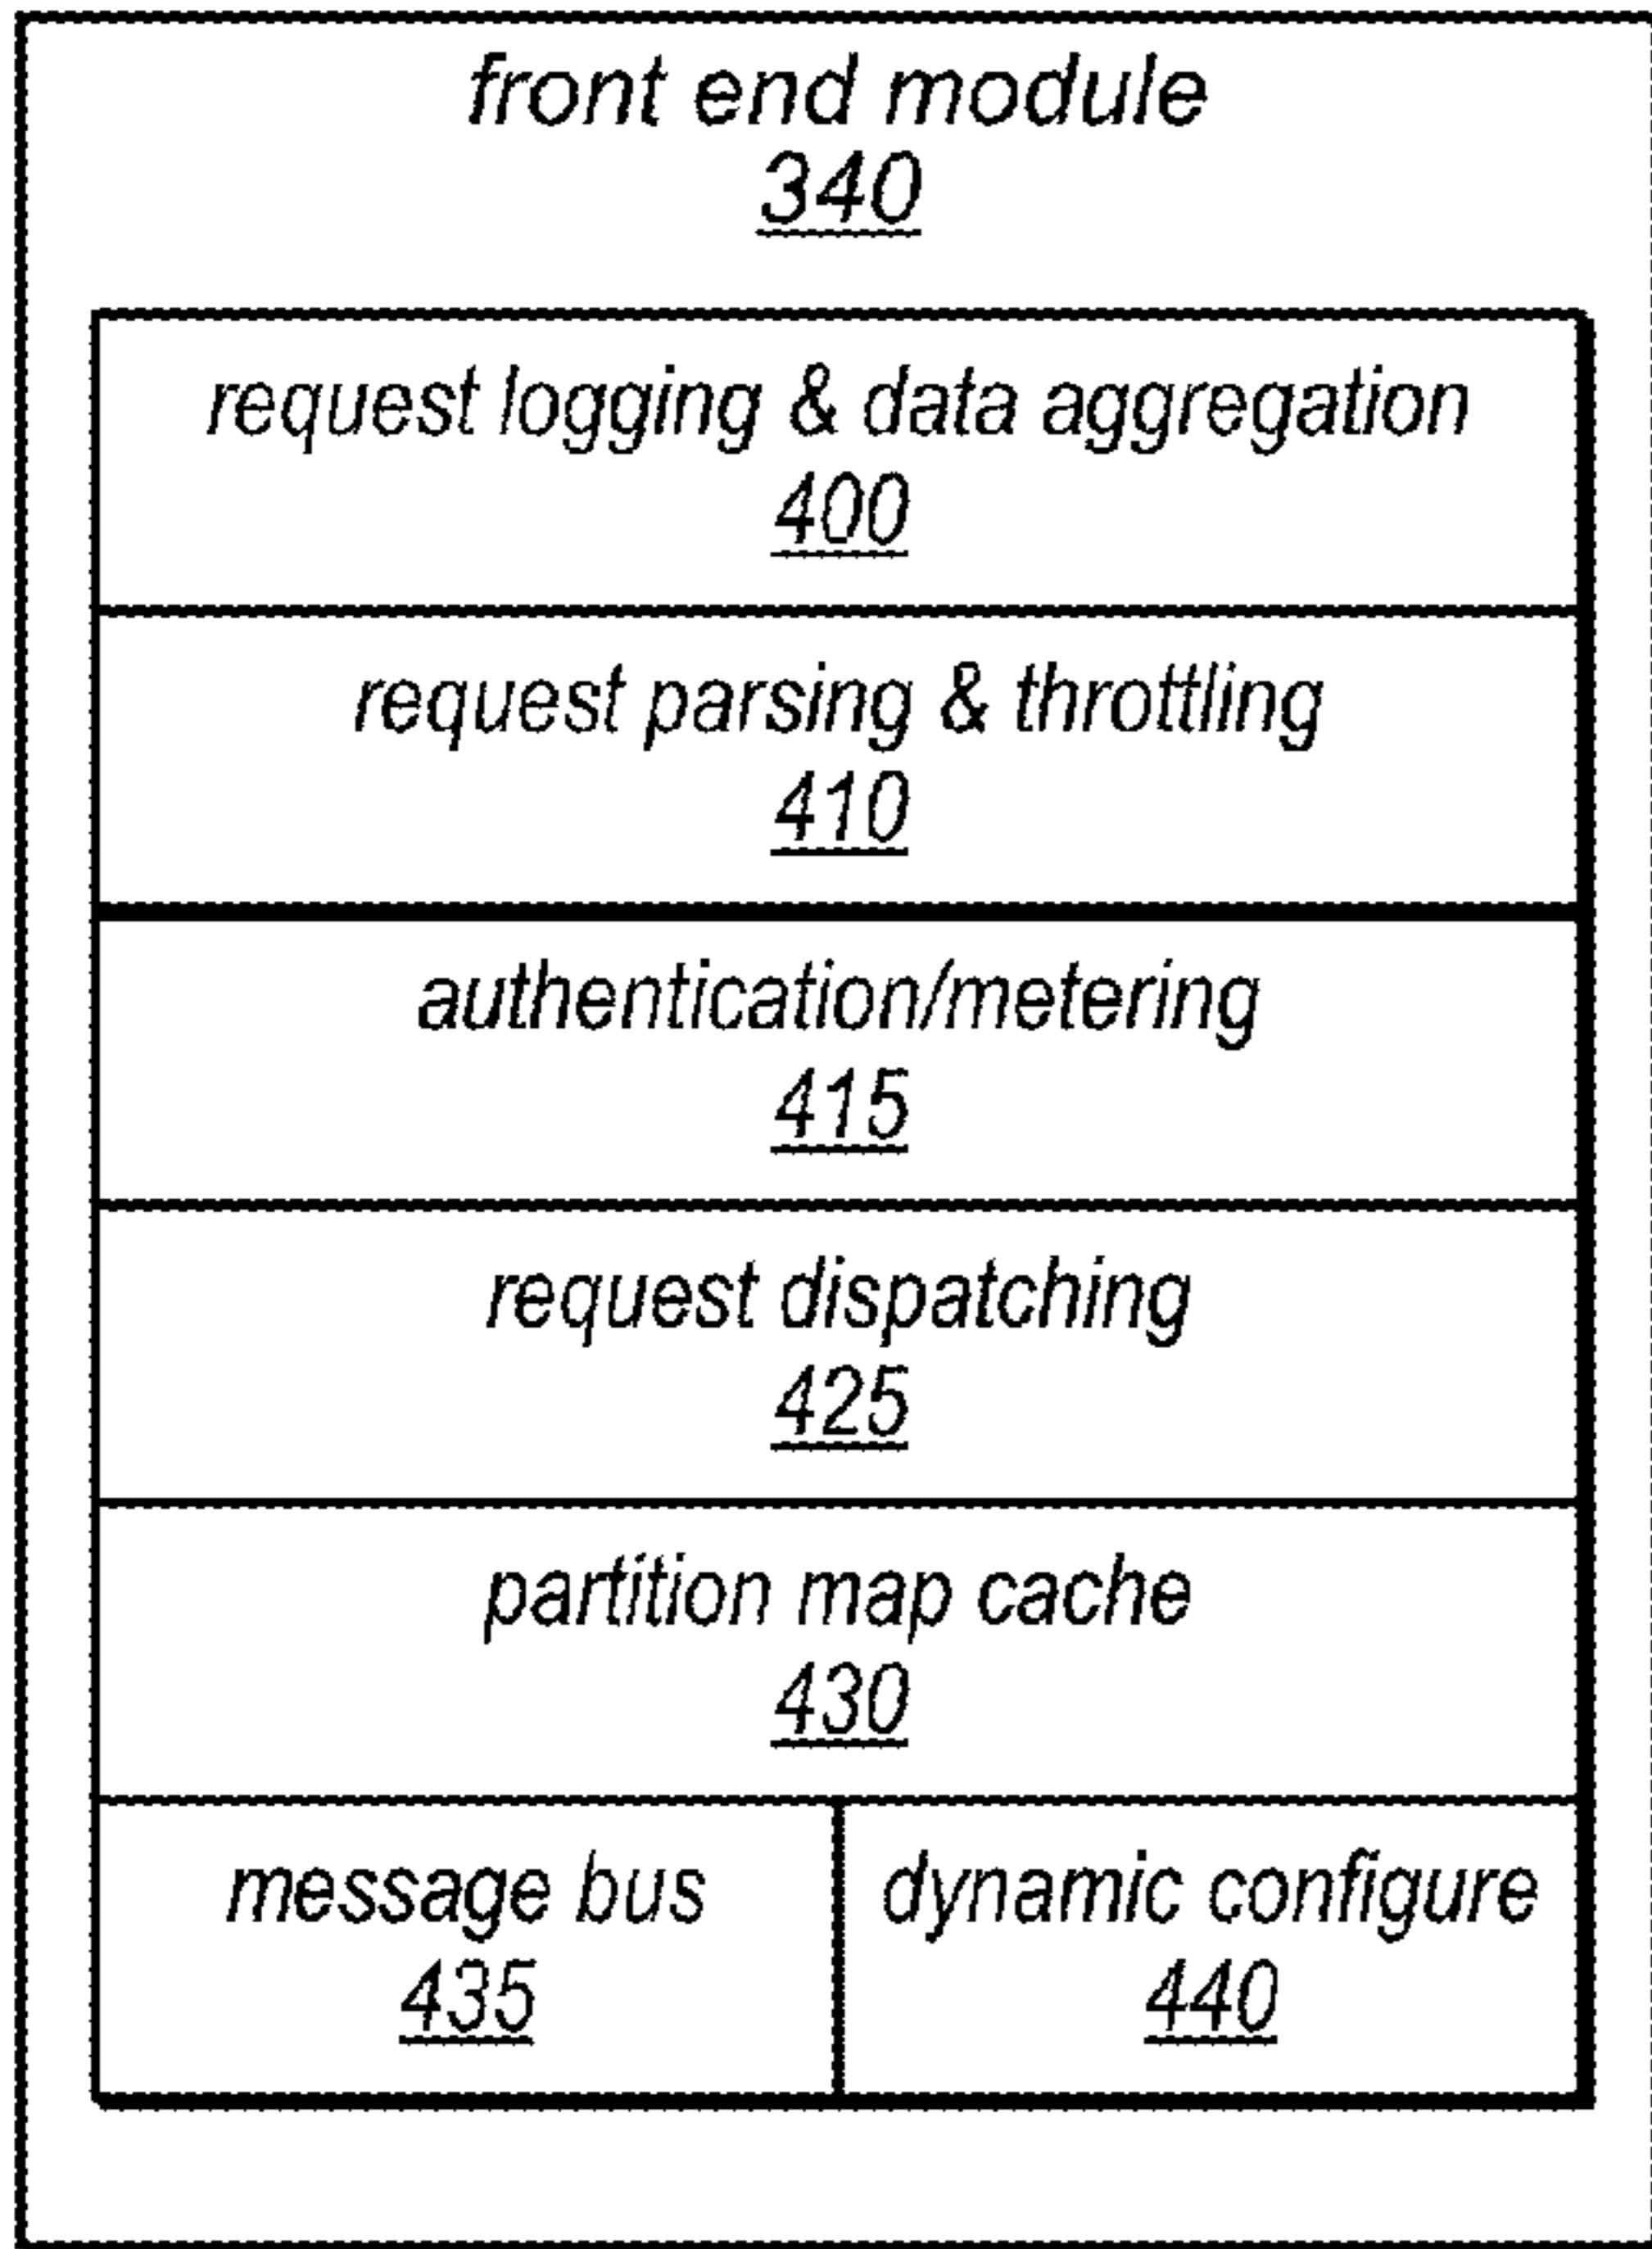 front end module
340
request logging & data aggregation
400
request parsing & throttling
410
authentication/metering
415
request dispatching
425
partition map cache
430
message bus
435
dynamic configure
440